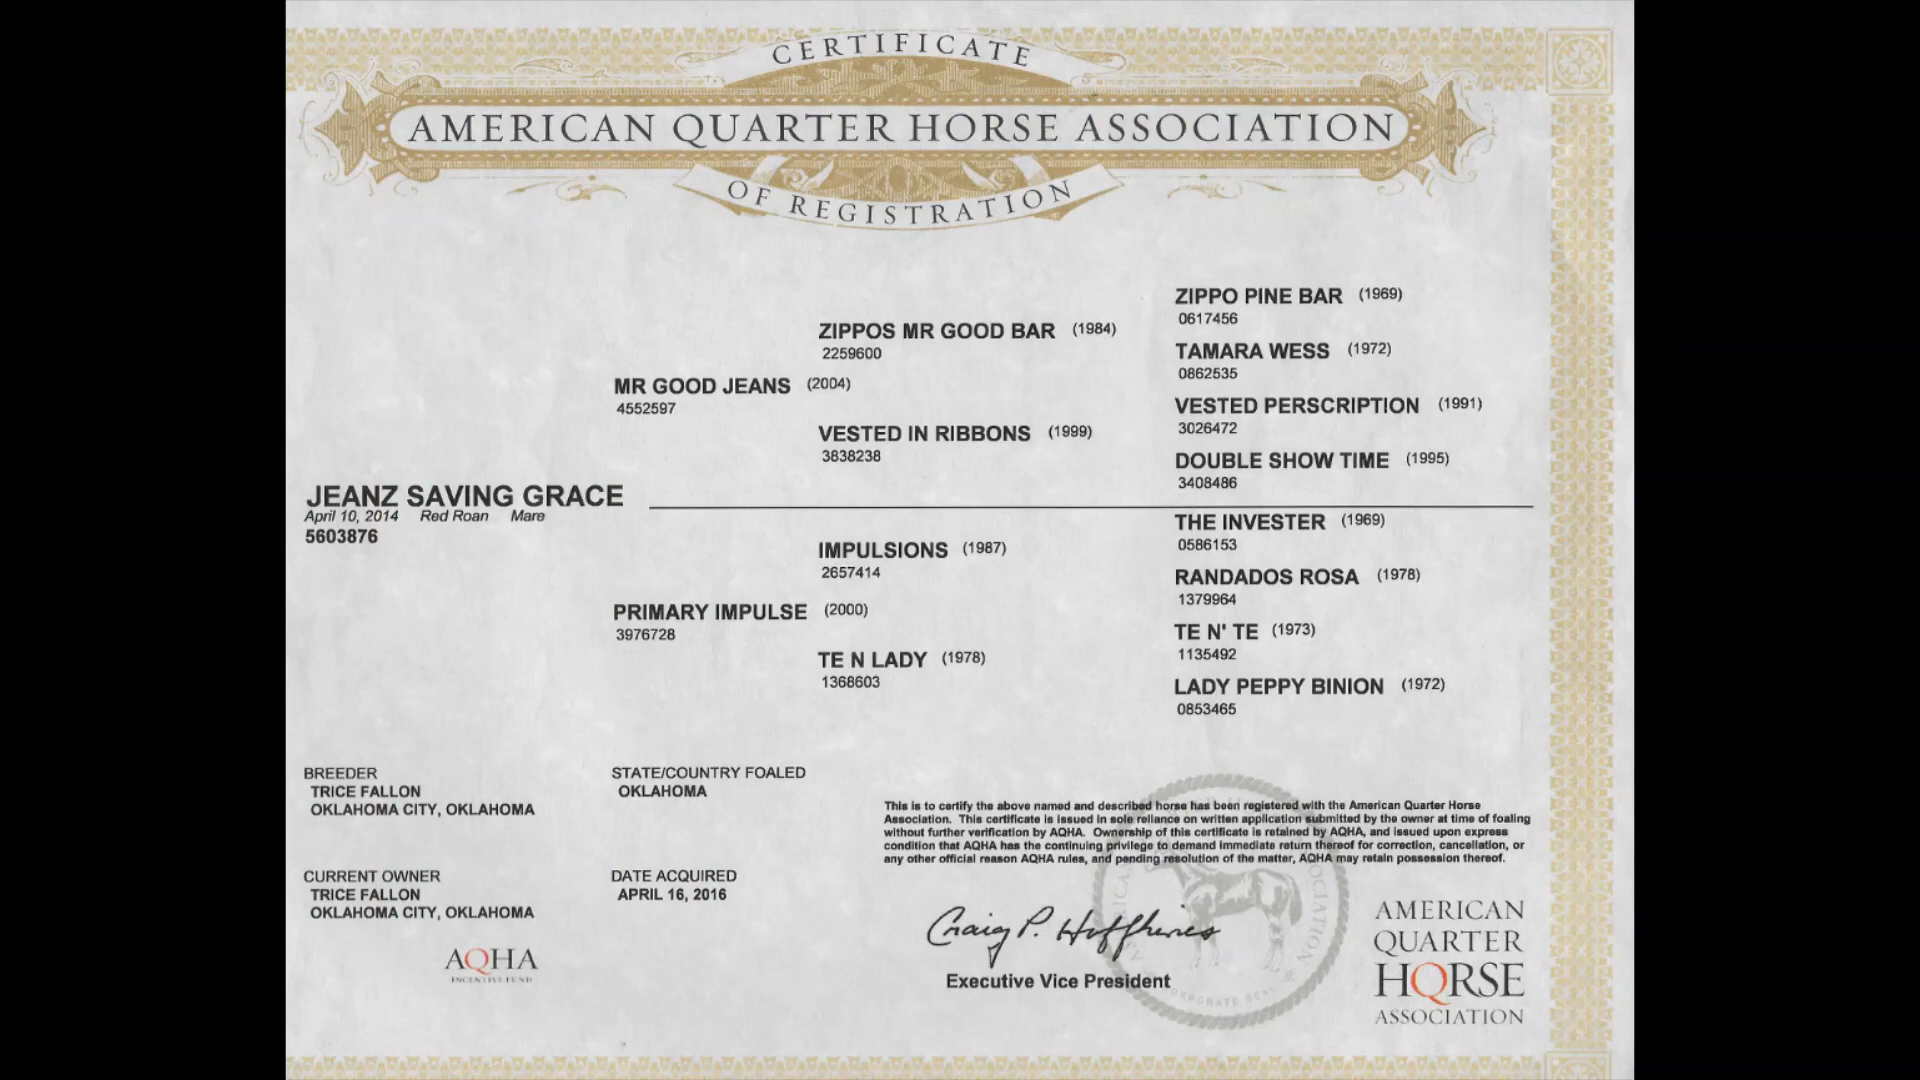 CERTIFICATE
AMERICAN QUARTER HORSE ASSOCIATION
OF REGISTRATION
ZIPPO PINE BAR (1969)
0617456
ZIPPOS MR GOOD BAR (1984)
2259600
TAMARA WESS (1972)
0862535
MR GOOD JEANS (2004)
4552597
VESTED PERSCRIPTION (1991)
3026472
VESTED IN RIBBONS (1999)
3838238
DOUBLE SHOW TIME (1995)
3408486
JEANZ SAVING GRACE
April 10, 2014 Red Roan Mare
5603876
THE INVESTER (1969)
0586153
IMPULSIONS (1987)
2657414
RANDADOS ROSA (1978)
1379964
PRIMARY IMPULSE (2000)
3976728
TE N' TE (1973)
1135492
TE N LADY (1978)
1368603
LADY PEPPY BINION (1972)
0853465
BREEDER
TRICE FALLON
OKLAHOMA CITY, OKLAHOMA
STATE/COUNTRY FOALED
OKLAHOMA
CURRENT OWNER
TRICE FALLON
OKLAHOMA CITY, OKLAHOMA
DATE ACQUIRED
APRIL 16, 2016
AQHA
INCENTIVE FUND
This is to certify the above named and described horse has been registered with the American Quarter Horse
Association. This certificate is issued in sole reliance on written application submitted by the owner at time of foaling
without further verification by AQHA. Ownership of this certificate is retained by AQHA, and issued upon express
condition that AQHA has the continuing privilege to demand immediate return thereof for correction, cancellation, or
any other official reason AQHA rules, and pending resolution of the matter, AQHA may retain possession thereof.
Craig P. Huffhines
Executive Vice President
CORPORATE SEAL
AMERICAN
QUARTER
HORSE
ASSOCIATION